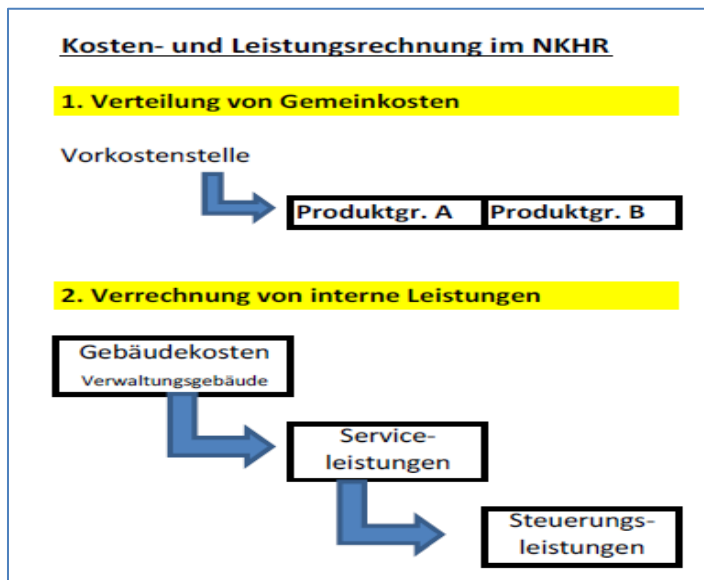 Kosten- und Leistungsrechnung im NKHR
1. Verteilung von Gemeinkosten
Vorkostenstelle
Produktgr. A Produktgr. B
2. Verrechnung von interne Leistungen
Gebäudekosten
Verwaltungsgebäude
Service-
leistungen
Steuerungs-
leistungen